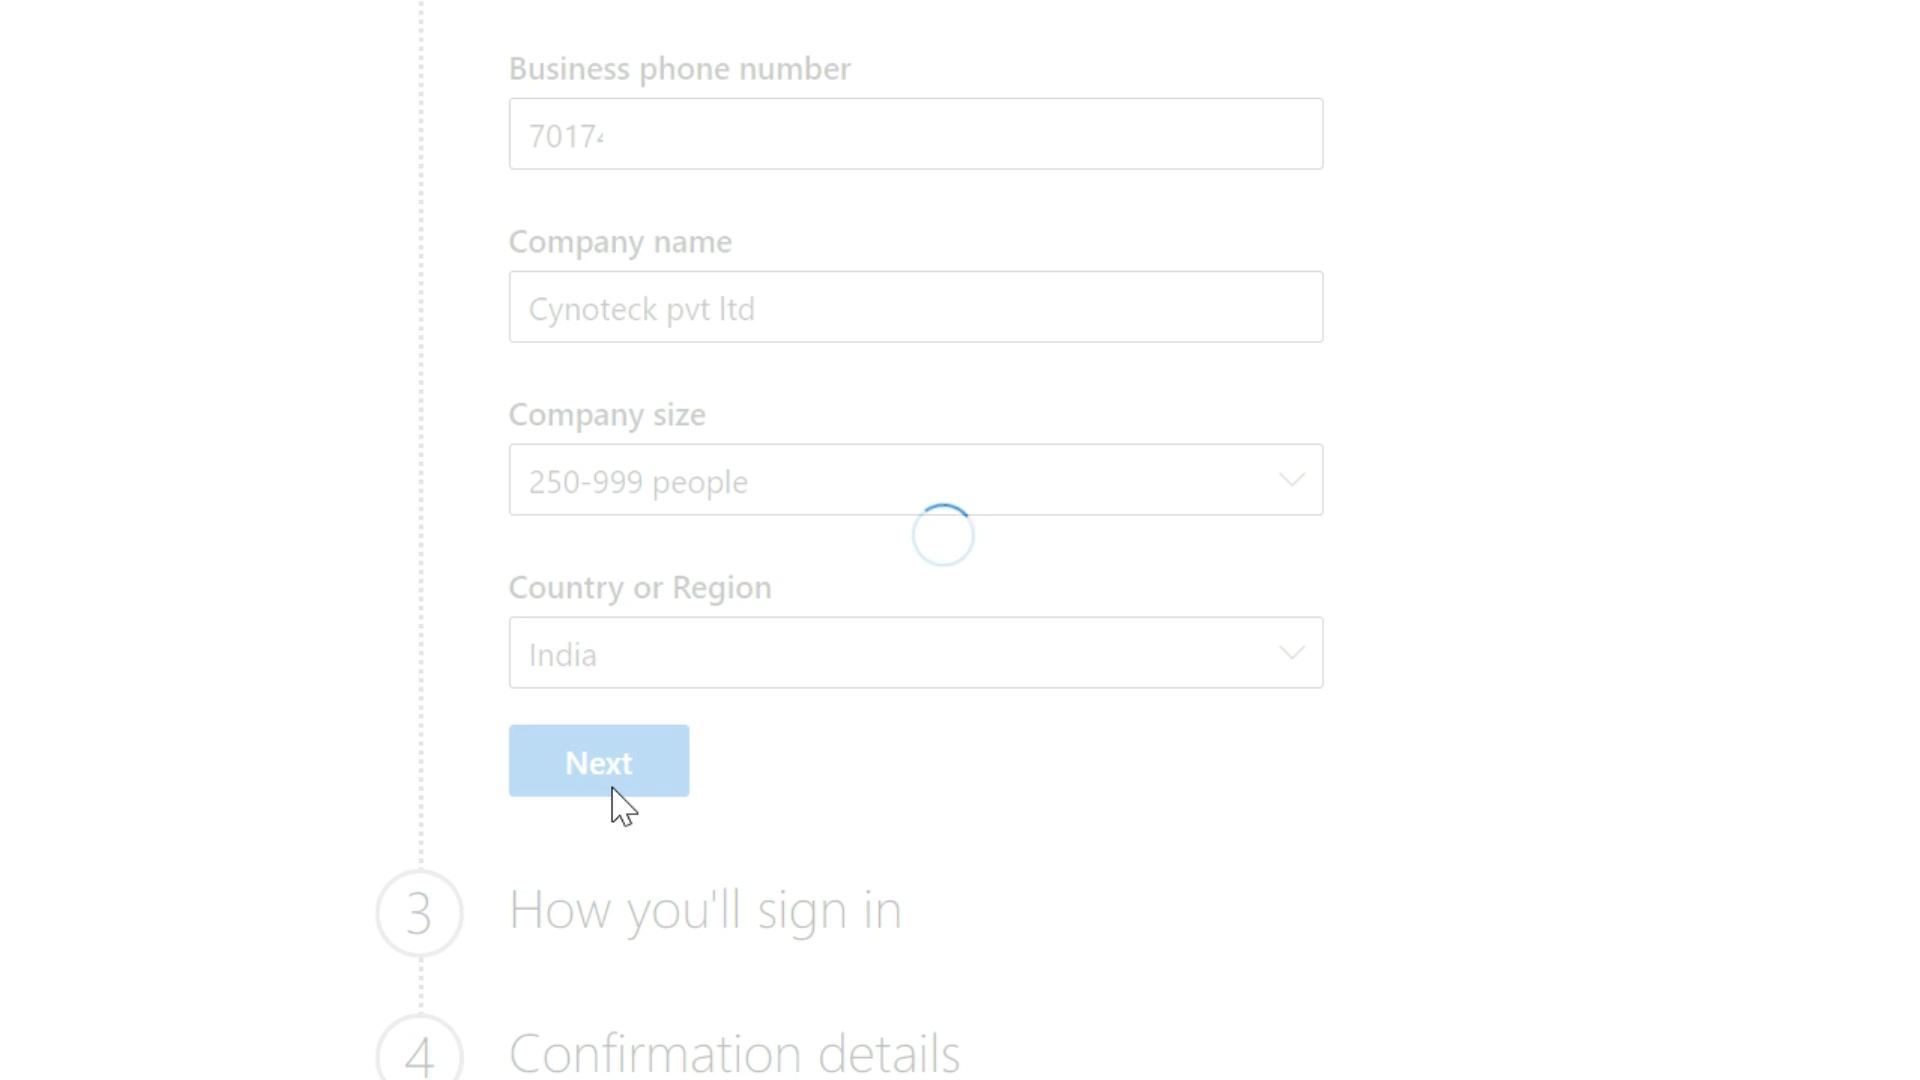 Business phone number
7017
Company name
Cynoteck pvt ltd
Company size
250-999 people
Country or Region
India
Next
3 How you'll sign in
4 Confirmation details